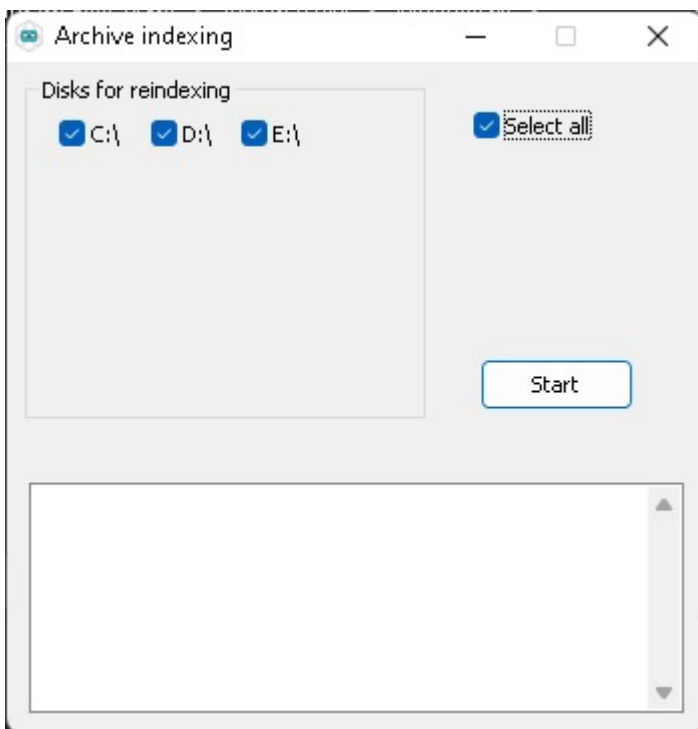 Archive indexing
Disks for reindexing
C:\ D:\ E:\
Select all
Start